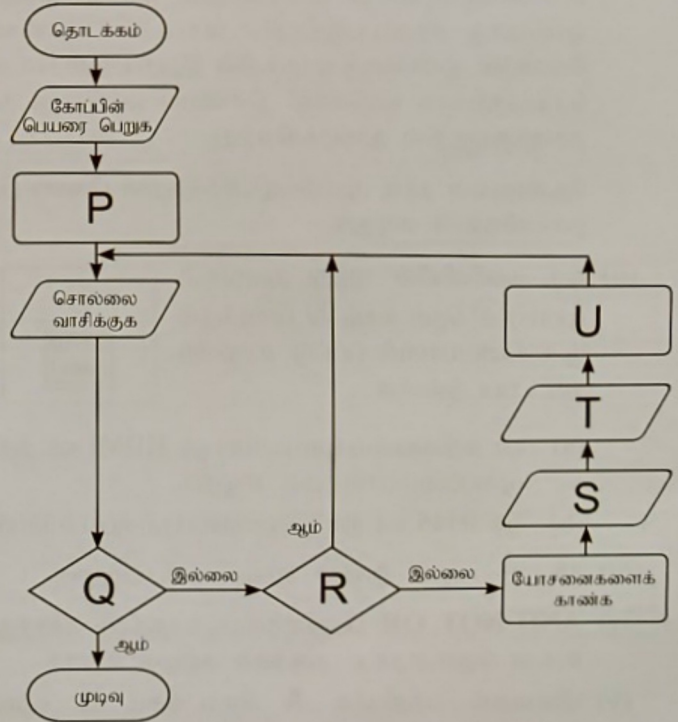 தொடக்கம்
கோப்பின்
பெயரை பெறுக
P
சொல்லை
வாசிக்குக
U
T
S
ஆம்
Q
இல்லை
R
இல்லை
யோசனைகளைக்
காண்க
ஆம்
முடிவு